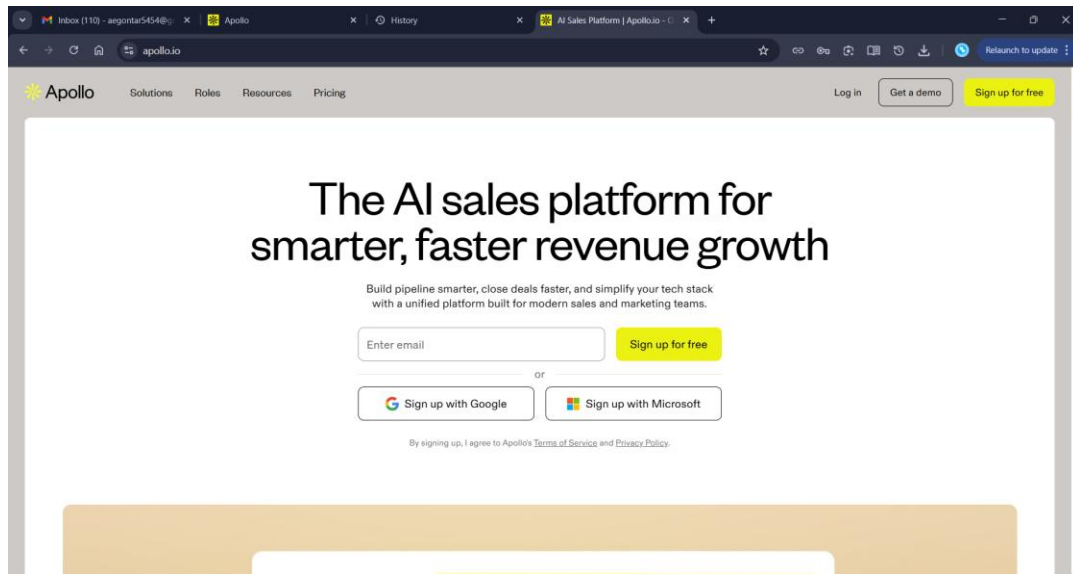 Inbox (110) - aegontar5454@g
Apollo
History
AI Sales Platform | Apollo.io -
apollo.io
Relaunch to update
Apollo
Solutions
Roles
Resources
Pricing
Log in
Get a demo
Sign up for free
The AI sales platform for
smarter, faster revenue growth
Build pipeline smarter, close deals faster, and simplify your tech stack
with a unified platform built for modern sales and marketing teams.
Enter email
Sign up for free
or
Sign up with Google
Sign up with Microsoft
By signing up, I agree to Apollo's Terms of Service and Privacy Policy.